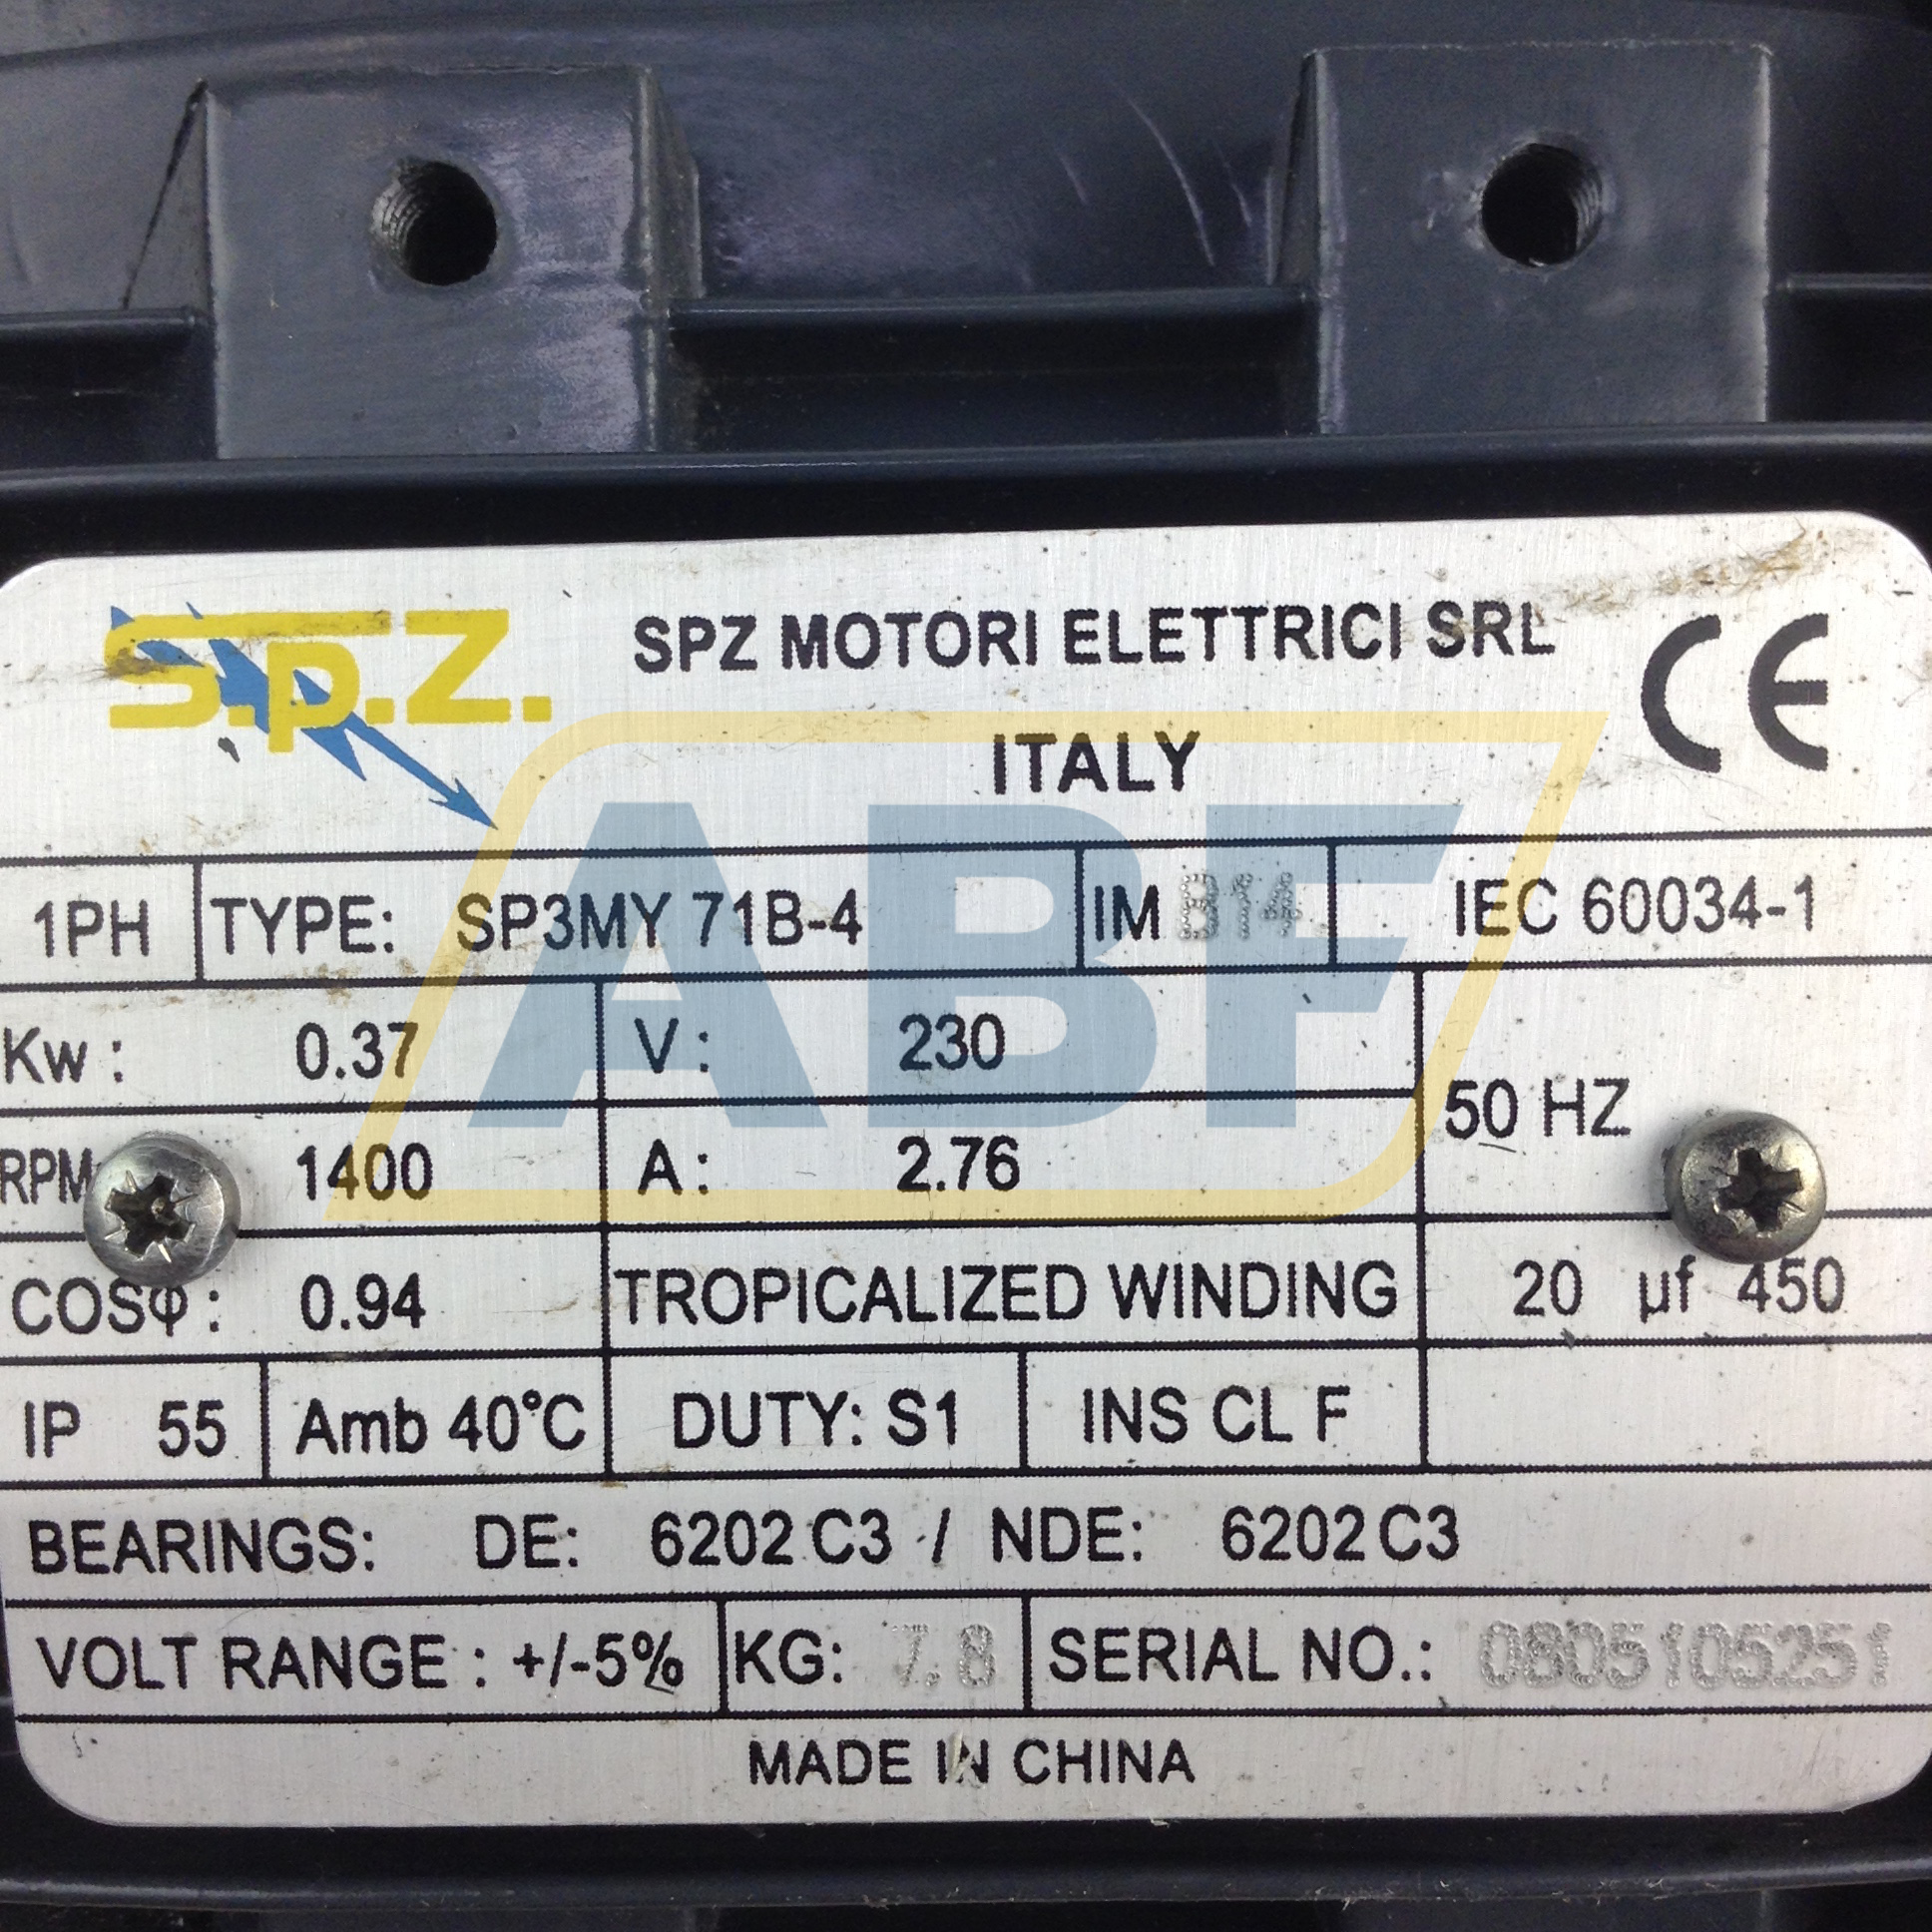 S.p.Z.
SPZ MOTORI ELETTRICI SRL
CE
ITALY
ABF
1PH TYPE: SP3MY 71B-4 IM B14 IEC 60034-1
Kw : 0.37 V : 230
50 HZ
RPM 1400 A : 2.76
COSφ : 0.94 TROPICALIZED WINDING 20 µf 450
IP 55 Amb 40°C DUTY: S1 INS CL F
BEARINGS: DE: 6202 C3 / NDE: 6202 C3
VOLT RANGE : +/-5% KG: 7.8 SERIAL NO.: 0805105251
MADE IN CHINA